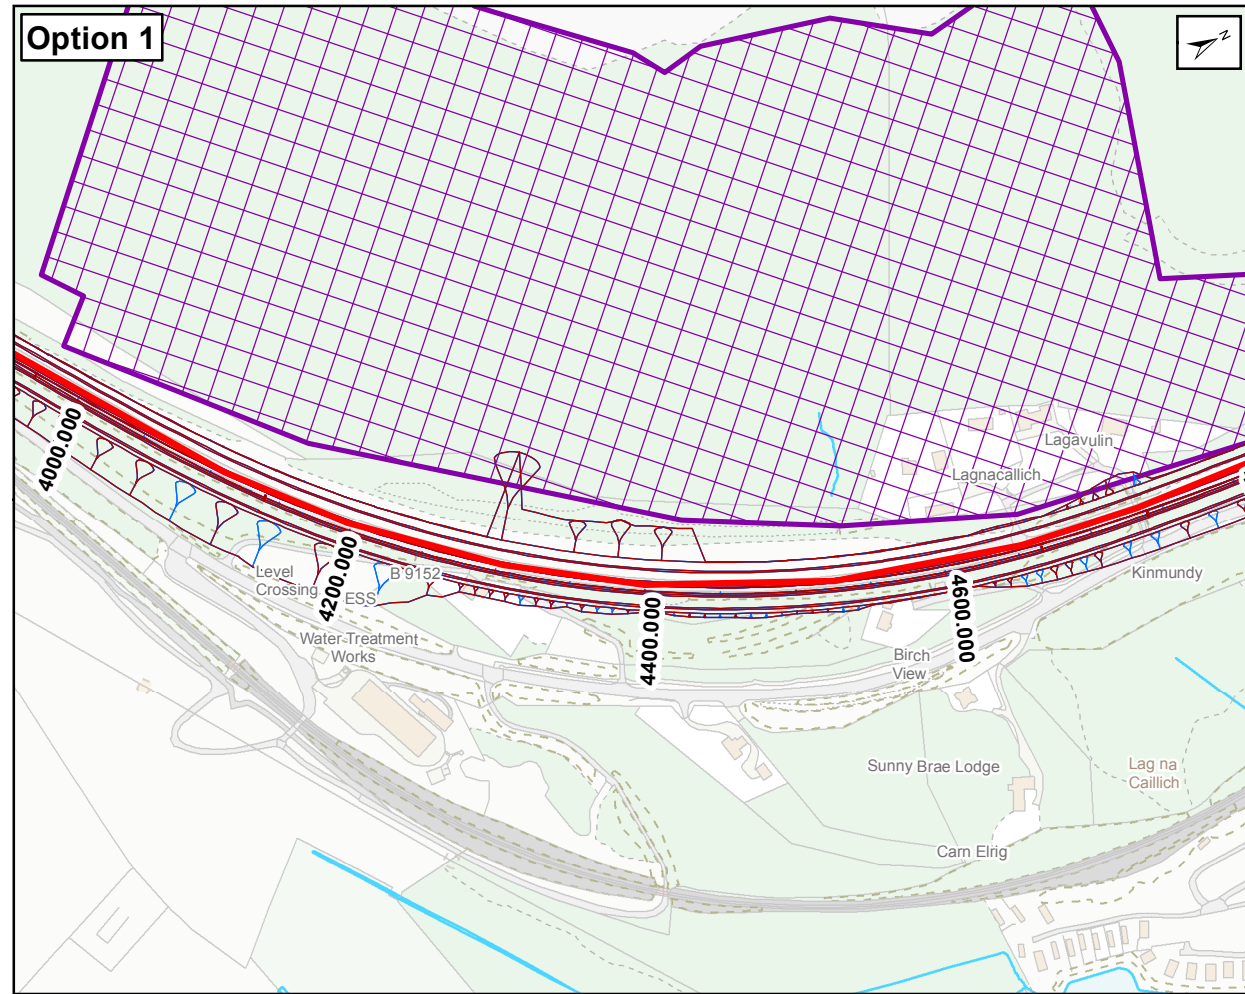 Option 1
N
Lagavulin
Lagnacallich
4000.000
4200.000
4400.000
4600.000
Level
Crossing
B 9152
ESS
Kinmundy
Water Treatment
Works
Birch
View
Sunny Brae Lodge
Lag na
Caillich
Carn Elrig